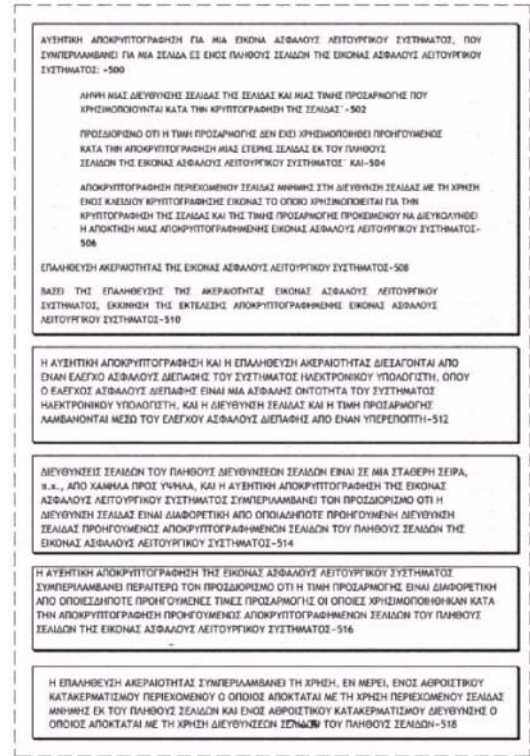 ΑΥΞΗΤΙΚΗ ΑΠΟΚΡΥΠΤΟΓΡΑΦΗΣΗ ΓΙΑ ΜΙΑ ΕΙΚΟΝΑ ΑΣΦΑΛΟΥΣ ΛΕΙΤΟΥΡΓΙΚΟΥ ΣΥΣΤΗΜΑΤΟΣ, ΠΟΥ
ΣΥΜΠΕΡΙΛΑΜΒΑΝΕΙ ΓΙΑ ΜΙΑ ΣΕΛΙΔΑ ΕΞ ΕΝΟΣ ΠΛΗΘΟΥΣ ΣΕΛΙΔΩΝ ΤΗΣ ΕΙΚΟΝΑΣ ΑΣΦΑΛΟΥΣ ΛΕΙΤΟΥΡΓΙΚΟΥ
ΣΥΣΤΗΜΑΤΟΣ: -500
ΛΗΨΗ ΜΙΑΣ ΔΙΕΥΘΥΝΣΗΣ ΣΕΛΙΔΑΣ ΤΗΣ ΣΕΛΙΔΑΣ ΚΑΙ ΜΙΑΣ ΤΙΜΗΣ ΠΡΟΣΑΡΜΟΓΗΣ ΠΟΥ
ΧΡΗΣΙΜΟΠΟΙΟΥΝΤΑΙ ΚΑΤΑ ΤΗΝ ΚΡΥΠΤΟΓΡΑΦΗΣΗ ΤΗΣ ΣΕΛΙΔΑΣ˙-502
ΠΡΟΣΔΙΟΡΙΣΜΟ ΟΤΙ Η ΤΙΜΗ ΠΡΟΣΑΡΜΟΓΗΣ ΔΕΝ ΕΧΕΙ ΧΡΗΣΙΜΟΠΟΙΗΘΕΙ ΠΡΟΗΓΟΥΜΕΝΩΣ
ΚΑΤΑ ΤΗΝ ΑΠΟΚΡΥΠΤΟΓΡΑΦΗΣΗ ΜΙΑΣ ΕΤΕΡΗΣ ΣΕΛΙΔΑΣ ΕΚ ΤΟΥ ΠΛΗΘΟΥΣ
ΣΕΛΙΔΩΝ ΤΗΣ ΕΙΚΟΝΑΣ ΑΣΦΑΛΟΥΣ ΛΕΙΤΟΥΡΓΙΚΟΥ ΣΥΣΤΗΜΑΤΟΣ˙ ΚΑΙ-504
ΑΠΟΚΡΥΠΤΟΓΡΑΦΗΣΗ ΠΕΡΙΕΧΟΜΕΝΟΥ ΣΕΛΙΔΑΣ ΜΝΗΜΗΣ ΣΤΗ ΔΙΕΥΘΥΝΣΗ ΣΕΛΙΔΑΣ ΜΕ ΤΗ ΧΡΗΣΗ
ΕΝΟΣ ΚΛΕΙΔΙΟΥ ΚΡΥΠΤΟΓΡΑΦΗΣΗΣ ΕΙΚΟΝΑΣ ΤΟ ΟΠΟΙΟ ΧΡΗΣΙΜΟΠΟΙΕΙΤΑΙ ΓΙΑ ΤΗΝ
ΚΡΥΠΤΟΓΡΑΦΗΣΗ ΤΗΣ ΣΕΛΙΔΑΣ ΚΑΙ ΤΗΣ ΤΙΜΗΣ ΠΡΟΣΑΡΜΟΓΗΣ ΠΡΟΚΕΙΜΕΝΟΥ ΝΑ ΔΙΕΥΚΟΛΥΝΘΕΙ
Η ΑΠΟΚΤΗΣΗ ΜΙΑΣ ΑΠΟΚΡΥΠΤΟΓΡΑΦΗΜΕΝΗΣ ΕΙΚΟΝΑΣ ΑΣΦΑΛΟΥΣ ΛΕΙΤΟΥΡΓΙΚΟΥ ΣΥΣΤΗΜΑΤΟΣ-
506
ΕΠΑΛΗΘΕΥΣΗ ΑΚΕΡΑΙΟΤΗΤΑΣ ΤΗΣ ΕΙΚΟΝΑΣ ΑΣΦΑΛΟΥΣ ΛΕΙΤΟΥΡΓΙΚΟΥ ΣΥΣΤΗΜΑΤΟΣ-508
ΒΑΣΕΙ ΤΗΣ ΕΠΑΛΗΘΕΥΣΗΣ ΤΗΣ ΑΚΕΡΑΙΟΤΗΤΑΣ ΕΙΚΟΝΑΣ ΑΣΦΑΛΟΥΣ ΛΕΙΤΟΥΡΓΙΚΟΥ
ΣΥΣΤΗΜΑΤΟΣ, ΕΚΚΙΝΗΣΗ ΤΗΣ ΕΚΤΕΛΕΣΗΣ ΑΠΟΚΡΥΠΤΟΓΡΑΦΗΜΕΝΗΣ ΕΙΚΟΝΑΣ ΑΣΦΑΛΟΥΣ
ΛΕΙΤΟΥΡΓΙΚΟΥ ΣΥΣΤΗΜΑΤΟΣ-510
Η ΑΥΞΗΤΙΚΗ ΑΠΟΚΡΥΠΤΟΓΡΑΦΗΣΗ ΚΑΙ Η ΕΠΑΛΗΘΕΥΣΗ ΑΚΕΡΑΙΟΤΗΤΑΣ ΔΙΕΞΑΓΟΝΤΑΙ ΑΠΟ
ΕΝΑΝ ΕΛΕΓΧΟ ΑΣΦΑΛΟΥΣ ΔΙΕΠΑΦΗΣ ΤΟΥ ΣΥΣΤΗΜΑΤΟΣ ΗΛΕΚΤΡΟΝΙΚΟΥ ΥΠΟΛΟΓΙΣΤΗ, ΟΠΟΥ
Ο ΕΛΕΓΧΟΣ ΑΣΦΑΛΟΥΣ ΔΙΕΠΑΦΗΣ ΕΙΝΑΙ ΜΙΑ ΑΣΦΑΛΗΣ ΟΝΤΟΤΗΤΑ ΤΟΥ ΣΥΣΤΗΜΑΤΟΣ
ΗΛΕΚΤΡΟΝΙΚΟΥ ΥΠΟΛΟΓΙΣΤΗ, ΚΑΙ Η ΔΙΕΥΘΥΝΣΗ ΣΕΛΙΔΑΣ ΚΑΙ Η ΤΙΜΗ ΠΡΟΣΑΡΜΟΓΗΣ
ΛΑΜΒΑΝΟΝΤΑΙ ΜΕΣΩ ΤΟΥ ΕΛΕΓΧΟΥ ΑΣΦΑΛΟΥΣ ΔΙΕΠΑΦΗΣ ΑΠΟ ΕΝΑΝ ΥΠΕΡΕΠΟΠΤΗ-512
ΔΙΕΥΘΥΝΣΕΙΣ ΣΕΛΙΔΩΝ ΤΟΥ ΠΛΗΘΟΥΣ ΔΙΕΥΘΥΝΣΕΩΝ ΣΕΛΙΔΩΝ ΕΙΝΑΙ ΣΕ ΜΙΑ ΣΤΑΘΕΡΗ ΣΕΙΡΑ,
π.χ., ΑΠΟ ΧΑΜΗΛΑ ΠΡΟΣ ΥΨΗΛΑ, ΚΑΙ Η ΑΥΞΗΤΙΚΗ ΑΠΟΚΡΥΠΤΟΓΡΑΦΗΣΗ ΤΗΣ ΕΙΚΟΝΑΣ
ΑΣΦΑΛΟΥΣ ΛΕΙΤΟΥΡΓΙΚΟΥ ΣΥΣΤΗΜΑΤΟΣ ΣΥΜΠΕΡΙΛΑΜΒΑΝΕΙ ΤΟΝ ΠΡΟΣΔΙΟΡΙΣΜΟ ΟΤΙ Η
ΔΙΕΥΘΥΝΣΗ ΣΕΛΙΔΑΣ ΕΙΝΑΙ ΔΙΑΦΟΡΕΤΙΚΗ ΑΠΟ ΟΠΟΙΑΔΗΠΟΤΕ ΠΡΟΗΓΟΥΜΕΝΗ ΔΙΕΥΘΥΝΣΗ
ΣΕΛΙΔΑΣ ΠΡΟΗΓΟΥΜΕΝΩΣ ΑΠΟΚΡΥΠΤΟΓΡΑΦΗΜΕΝΩΝ ΣΕΛΙΔΩΝ ΤΟΥ ΠΛΗΘΟΥΣ ΣΕΛΙΔΩΝ ΤΗΣ
ΕΙΚΟΝΑΣ ΑΣΦΑΛΟΥΣ ΛΕΙΤΟΥΡΓΙΚΟΥ ΣΥΣΤΗΜΑΤΟΣ-514
Η ΑΥΞΗΤΙΚΗ ΑΠΟΚΡΥΠΤΟΓΡΑΦΗΣΗ ΤΗΣ ΕΙΚΟΝΑΣ ΑΣΦΑΛΟΥΣ ΛΕΙΤΟΥΡΓΙΚΟΥ ΣΥΣΤΗΜΑΤΟΣ
ΣΥΜΠΕΡΙΛΑΜΒΑΝΕΙ ΠΕΡΑΙΤΕΡΩ ΤΟΝ ΠΡΟΣΔΙΟΡΙΣΜΟ ΟΤΙ Η ΤΙΜΗ ΠΡΟΣΑΡΜΟΓΗΣ ΕΙΝΑΙ ΔΙΑΦΟΡΕΤΙΚΗ
ΑΠΟ ΟΠΟΙΕΣΔΗΠΟΤΕ ΠΡΟΗΓΟΥΜΕΝΕΣ ΤΙΜΕΣ ΠΡΟΣΑΡΜΟΓΗΣ ΟΙ ΟΠΟΙΕΣ ΧΡΗΣΙΜΟΠΟΙΗΘΗΚΑΝ ΚΑΤΑ
ΤΗΝ ΑΠΟΚΡΥΠΤΟΓΡΑΦΗΣΗ ΠΡΟΗΓΟΥΜΕΝΩΣ ΑΠΟΚΡΥΠΤΟΓΡΑΦΗΜΕΝΩΝ ΣΕΛΙΔΩΝ ΤΟΥ ΠΛΗΘΟΥΣ
ΣΕΛΙΔΩΝ ΤΗΣ ΕΙΚΟΝΑΣ ΑΣΦΑΛΟΥΣ ΛΕΙΤΟΥΡΓΙΚΟΥ ΣΥΣΤΗΜΑΤΟΣ-516
Η ΕΠΑΛΗΘΕΥΣΗ ΑΚΕΡΑΙΟΤΗΤΑΣ ΣΥΜΠΕΡΙΛΑΜΒΑΝΕΙ ΤΗ ΧΡΗΣΗ, ΕΝ ΜΕΡΕΙ, ΕΝΟΣ ΑΘΡΟΙΣΤΙΚΟΥ
ΚΑΤΑΚΕΡΜΑΤΙΣΜΟΥ ΠΕΡΙΕΧΟΜΕΝΟΥ Ο ΟΠΟΙΟΣ ΑΠΟΚΤΑΤΑΙ ΜΕ ΤΗ ΧΡΗΣΗ ΠΕΡΙΕΧΟΜΕΝΟΥ ΣΕΛΙΔΑΣ
ΜΝΗΜΗΣ ΕΚ ΤΟΥ ΠΛΗΘΟΥΣ ΣΕΛΙΔΩΝ ΚΑΙ ΕΝΟΣ ΑΘΡΟΙΣΤΙΚΟΥ ΚΑΤΑΚΕΡΜΑΤΙΣΜΟΥ ΔΙΕΥΘΥΝΣΗΣ Ο
ΟΠΟΙΟΣ ΑΠΟΚΤΑΤΑΙ ΜΕ ΤΗ ΧΡΗΣΗ ΔΙΕΥΘΥΝΣΕΩΝ ΣΕΛΙΔΩΝ ΤΟΥ ΠΛΗΘΟΥΣ ΣΕΛΙΔΩΝ-518